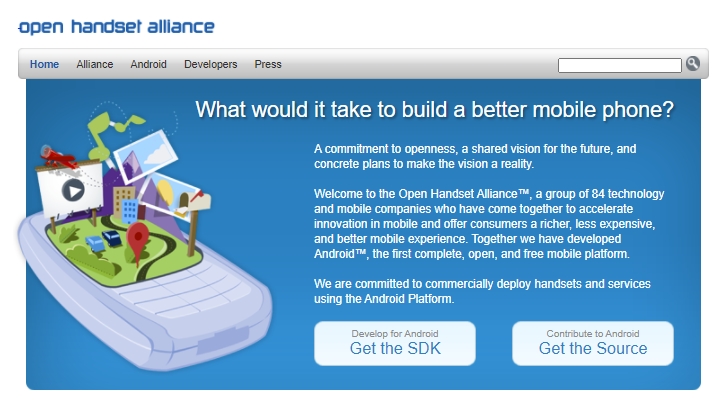 open handset alliance
Home Alliance Android Developers Press
What would it take to build a better mobile phone?
A commitment to openness, a shared vision for the future, and
concrete plans to make the vision a reality.
Welcome to the Open Handset Alliance™, a group of 84 technology
and mobile companies who have come together to accelerate
innovation in mobile and offer consumers a richer, less expensive,
and better mobile experience. Together we have developed
Android™, the first complete, open, and free mobile platform.
We are committed to commercially deploy handsets and services
using the Android Platform.
Develop for Android
Get the SDK
Contribute to Android
Get the Source